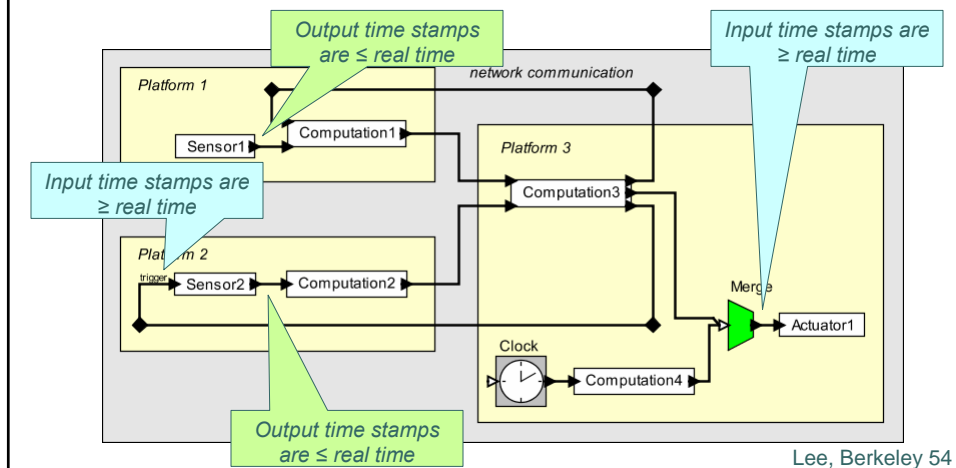 Output time stamps
are ≤ real time
Input time stamps are
≥ real time
network communication
Platform 1
Computation1
Sensor1
Platform 3
Input time stamps are
≥ real time
Computation3
Platform 2
trigger
Sensor2
Computation2
Merge
Actuator1
Clock
Computation4
Output time stamps
are ≤ real time
Lee, Berkeley 54